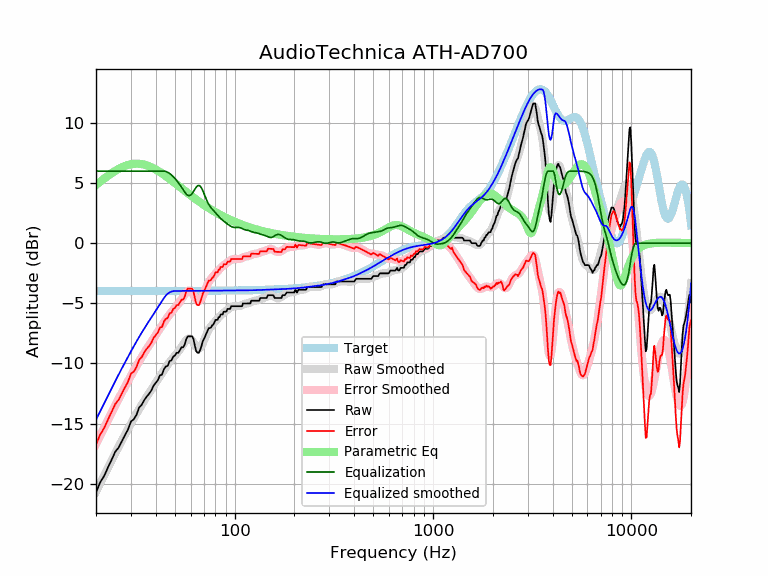 AudioTechnica ATH-AD700
Amplitude (dBr)
10
5
0
−5
−10
−15
−20
Target
Raw Smoothed
Error Smoothed
Raw
Error
Parametric Eq
Equalization
Equalized smoothed
100
1000
10000
Frequency (Hz)